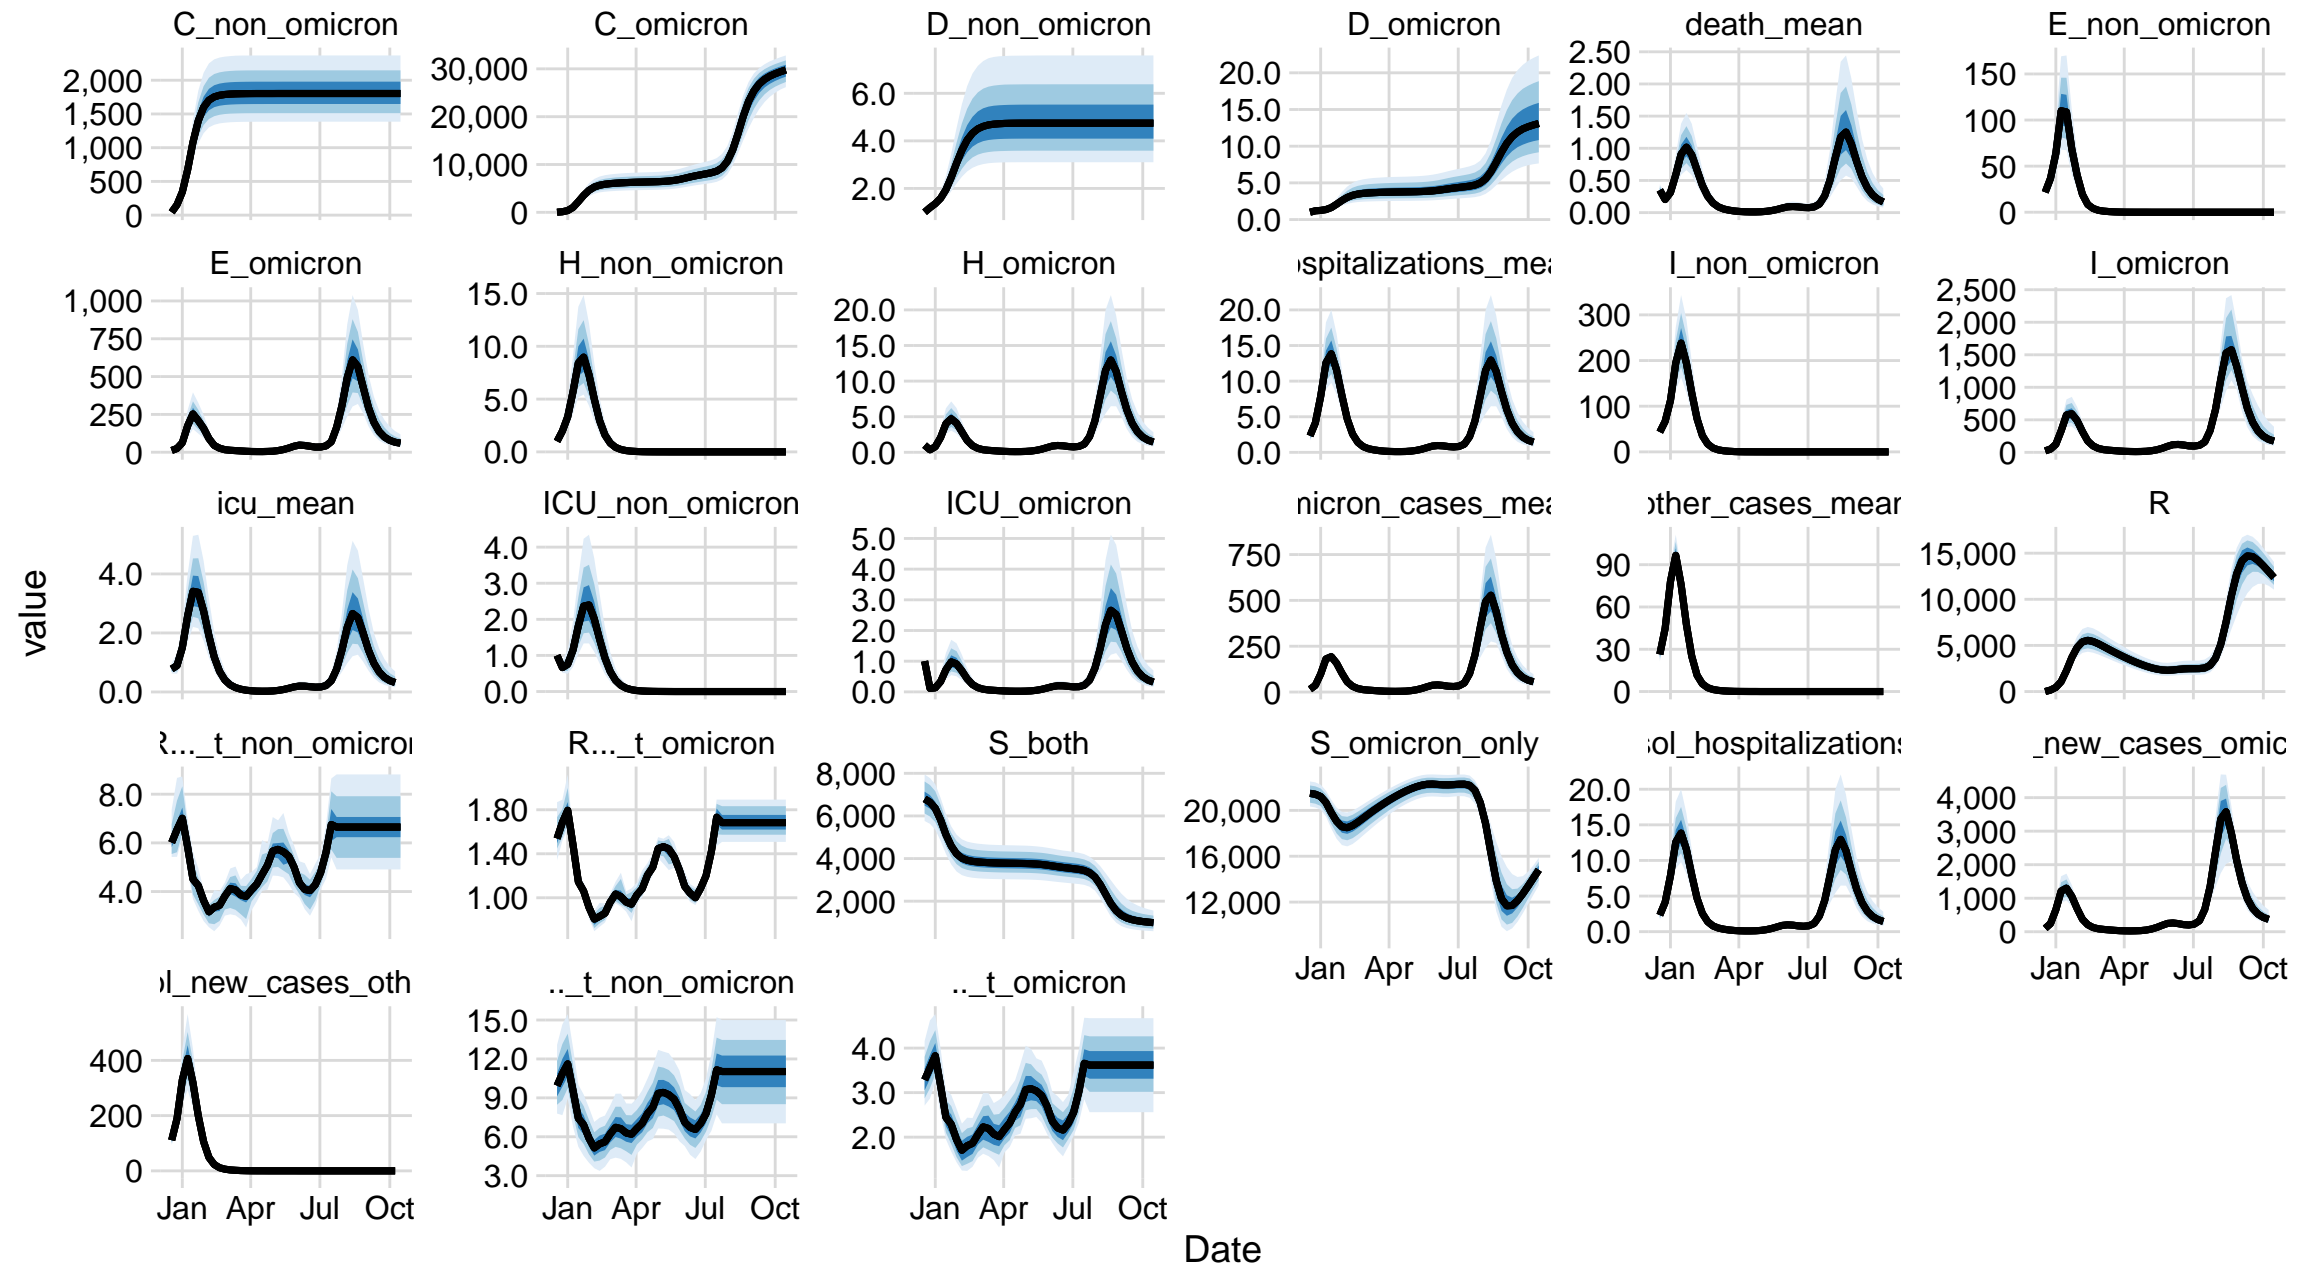 C_non_omicron C_omicron D_non_omicron D_omicron death_mean E_non_omicron
2,000 1,500 1,000 500 0
30,000 20,000 10,000 0
6.0 4.0 2.0
20.0 15.0 10.0 5.0 0.0
2.50 2.00 1.50 1.00 0.50 0.00
150 100 50 0
E_omicron H_non_omicron H_omicron ospitalizations_mea I_non_omicron I_omicron
1,000 750 500 250 0
15.0 10.0 5.0 0.0
20.0 15.0 10.0 5.0 0.0
20.0 15.0 10.0 5.0 0.0
300 200 100 0
2,500 2,000 1,500 1,000 500 0
value
icu_mean ICU_non_omicron ICU_omicron micron_cases_mea other_cases_mean R
4.0 2.0 0.0
4.0 3.0 2.0 1.0 0.0
5.0 4.0 3.0 2.0 1.0 0.0
750 500 250 0
90 60 30 0
15,000 10,000 5,000 0
R..._t_non_omicron R..._t_omicron S_both S_omicron_only sol_hospitalizations _new_cases_omic
8.0 6.0 4.0
1.80 1.40 1.00
8,000 6,000 4,000 2,000
20,000 16,000 12,000
20.0 15.0 10.0 5.0 0.0
4,000 3,000 2,000 1,000 0
Jan Apr Jul Oct Jan Apr Jul Oct Jan Apr Jul Oct
ol_new_cases_oth .._t_non_omicron .._t_omicron
400 200 0
15.0 12.0 9.0 6.0 3.0
4.0 3.0 2.0
Jan Apr Jul Oct Jan Apr Jul Oct Jan Apr Jul Oct
Date